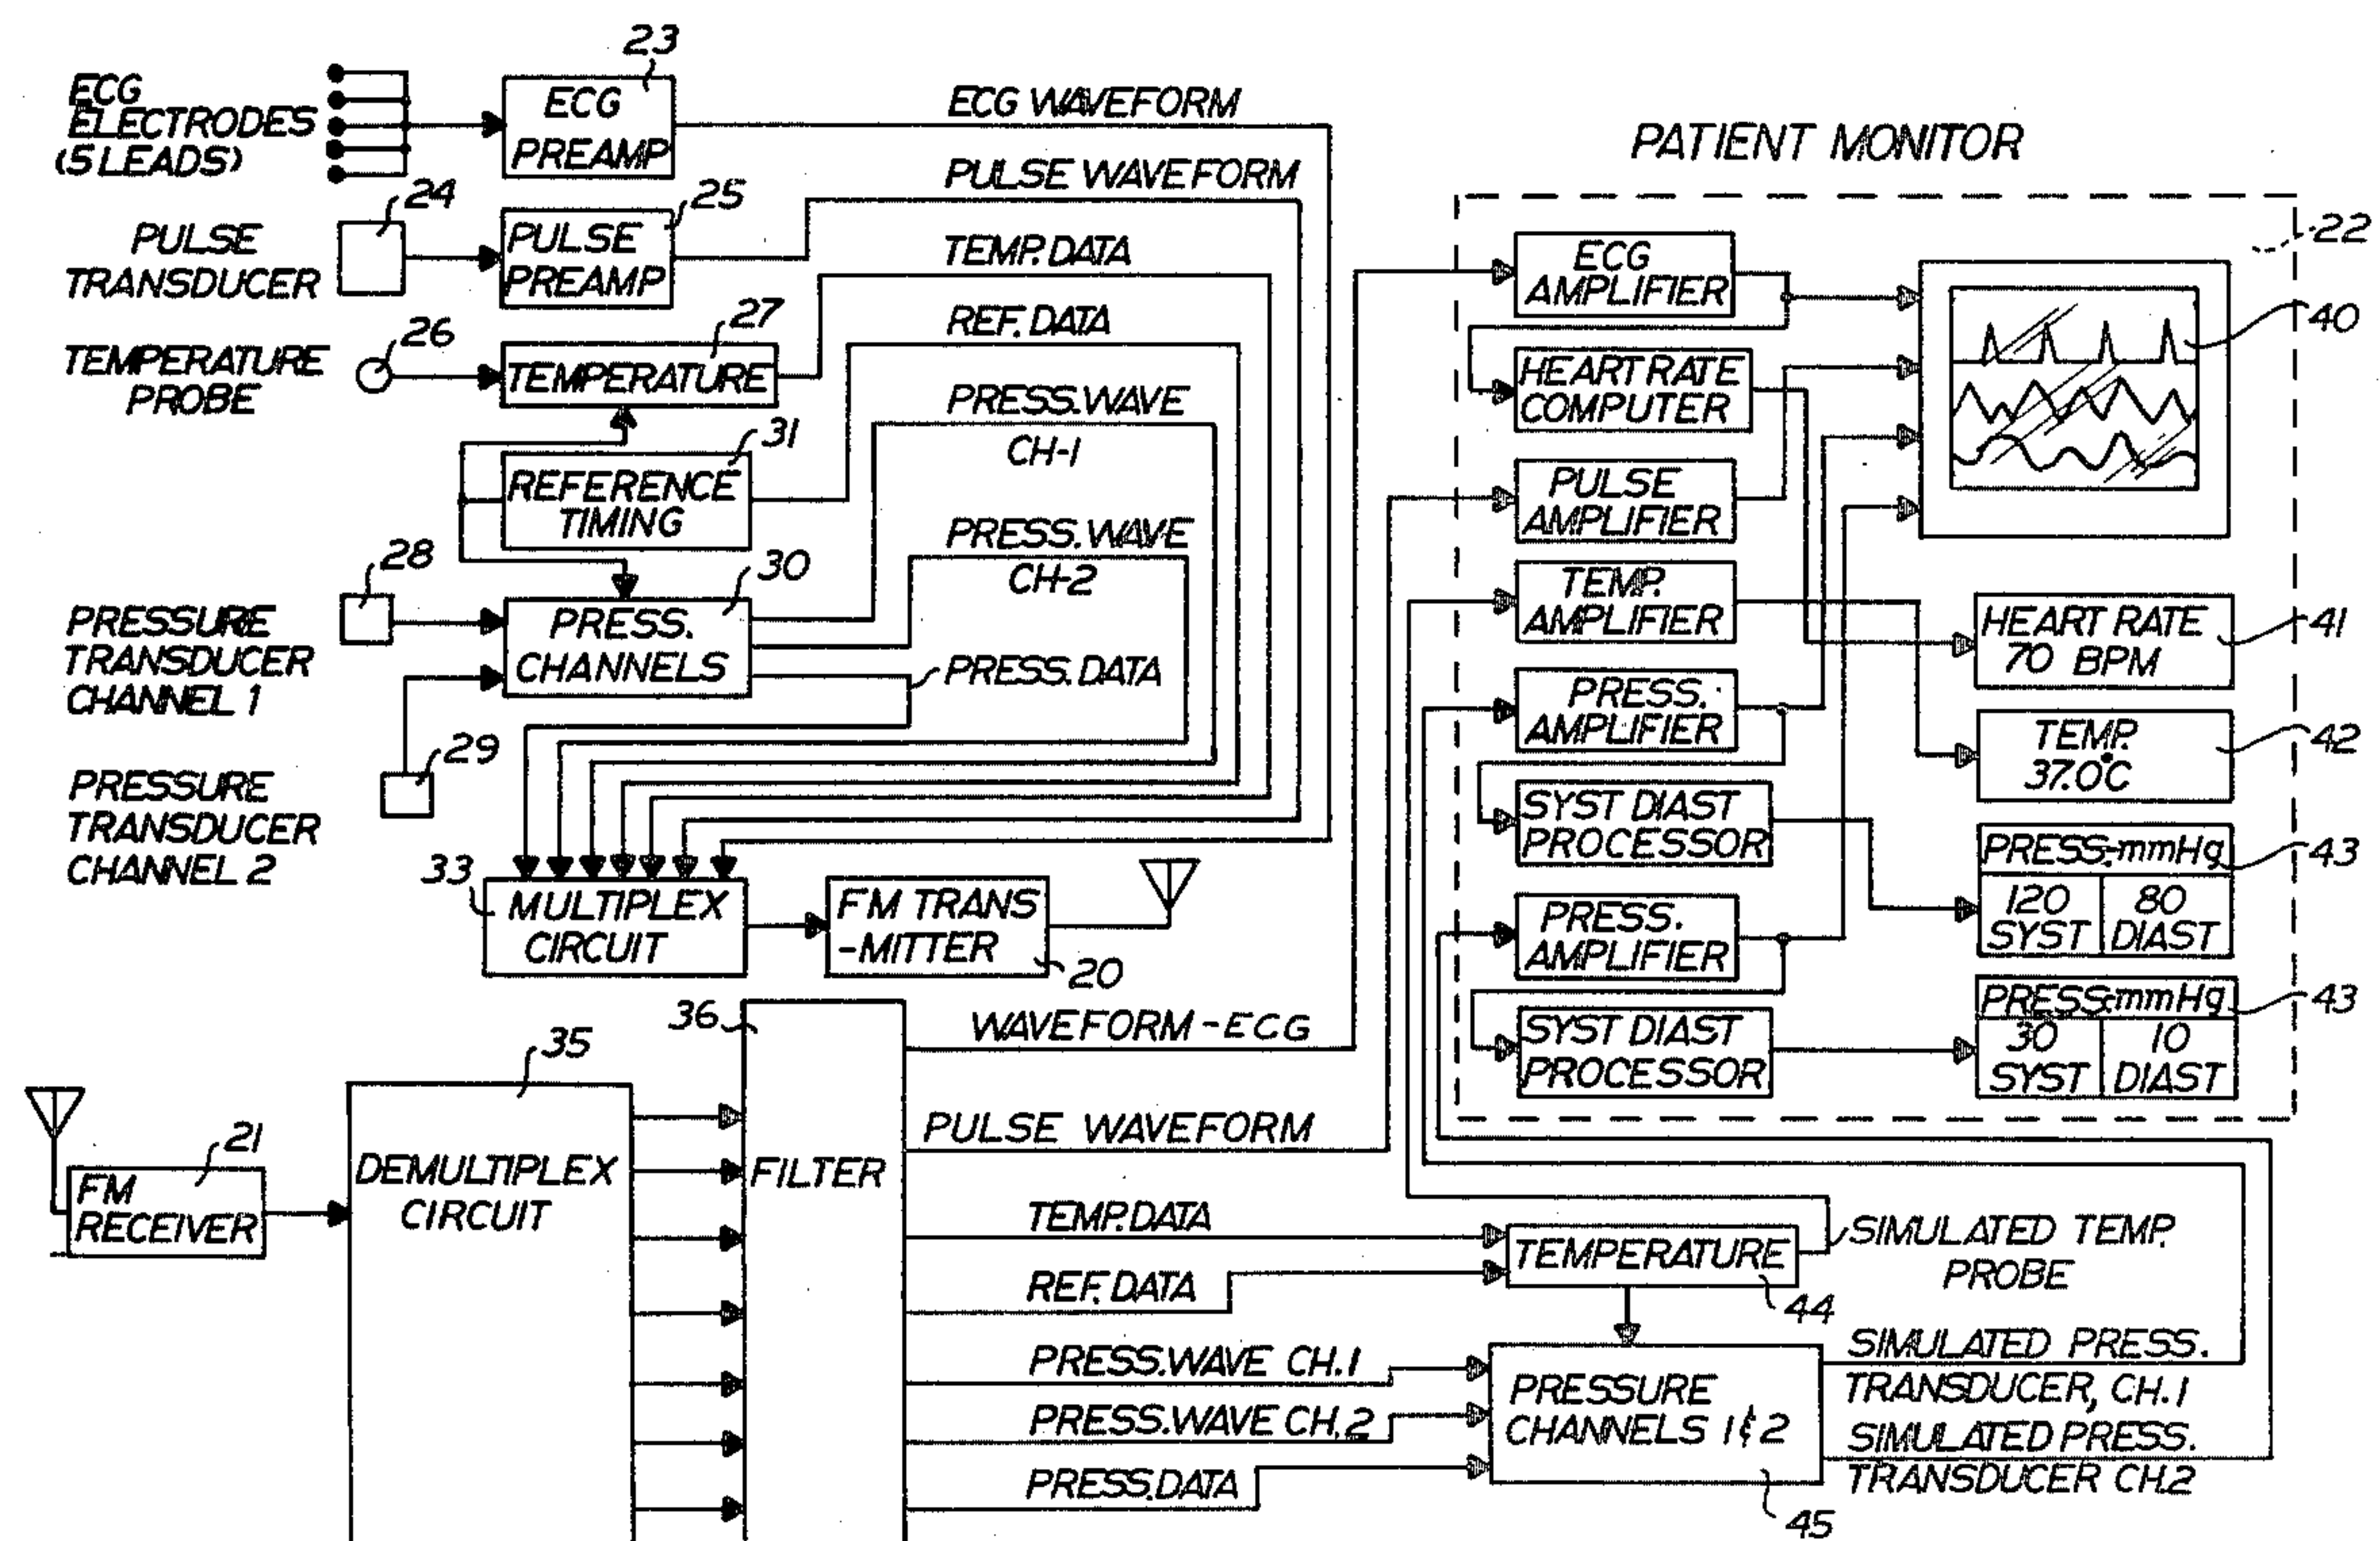 23
ECG
ELECTRODES
(5 LEADS)
ECG
PREAMP
ECG WAVEFORM
24
PULSE
TRANSDUCER
25
PULSE
PREAMP
PULSE WAVEFORM
TEMP. DATA
26
TEMPERATURE
PROBE
27
TEMPERATURE
REF. DATA
31
REFERENCE
TIMING
PRESS. WAVE
CH-1
PRESS. WAVE
CH-2
28
PRESSURE
TRANSDUCER
CHANNEL 1
30
PRESS.
CHANNELS
PRESS. DATA
29
PRESSURE
TRANSDUCER
CHANNEL 2
33
MULTIPLEX
CIRCUIT
FM TRANS
-MITTER
20
PATIENT MONITOR
22
ECG
AMPLIFIER
40
HEART RATE
COMPUTER
PULSE
AMPLIFIER
TEMP.
AMPLIFIER
HEART RATE
70 BPM
41
PRESS.
AMPLIFIER
TEMP.
37.0°C
42
SYST DIAST
PROCESSOR
PRESS.-mmHg
43
120
SYST
80
DIAST
PRESS.
AMPLIFIER
PRESS.-mmHg
43
SYST DIAST
PROCESSOR
30
SYST
10
DIAST
21
FM
RECEIVER
35
DEMULTIPLEX
CIRCUIT
36
FILTER
WAVEFORM-ECG
PULSE WAVEFORM
TEMP. DATA
REF. DATA
TEMPERATURE
44
SIMULATED TEMP.
PROBE
PRESS. WAVE CH.1
PRESS. WAVE CH.2
PRESS. DATA
PRESSURE
CHANNELS 1&2
45
SIMULATED PRESS.
TRANSDUCER, CH.1
SIMULATED PRESS.
TRANSDUCER CH.2